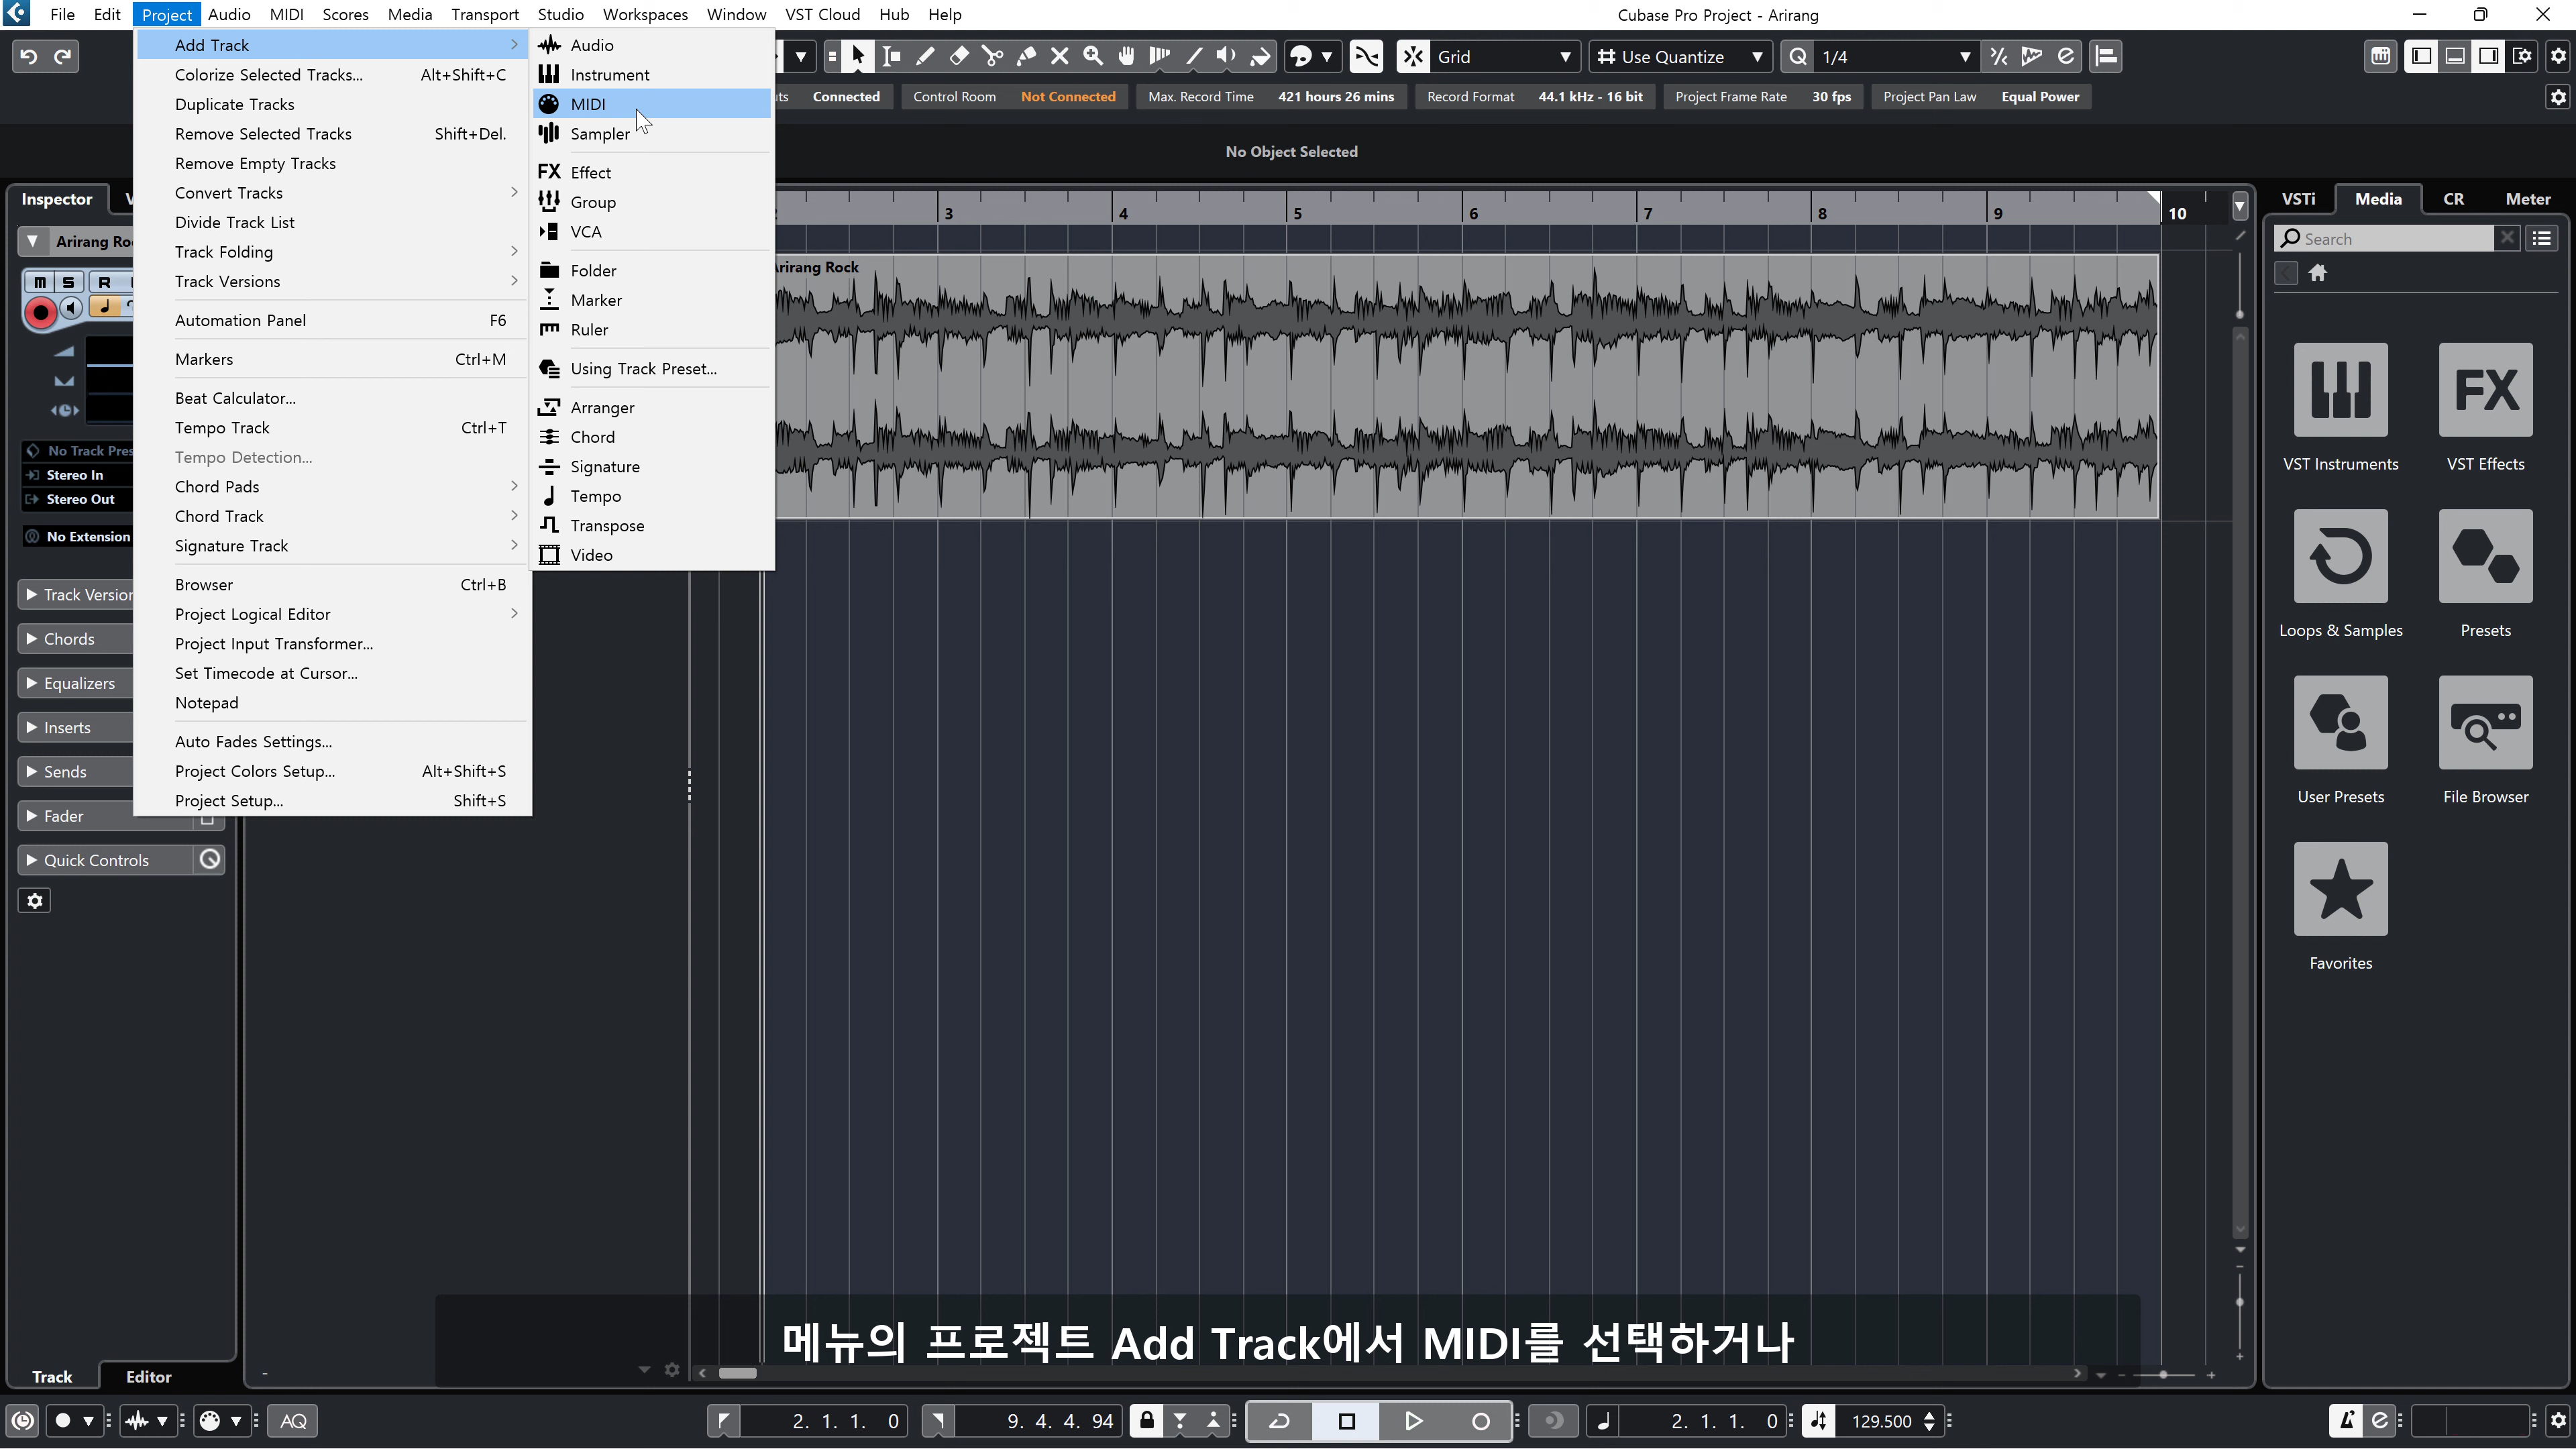 File Edit Project Audio MIDI Scores Media Transport Studio Workspaces Window VST Cloud Hub Help
Cubase Pro Project - Arirang
Add Track
Colorize Selected Tracks... Alt+Shift+C
Duplicate Tracks
Remove Selected Tracks Shift+Del.
Remove Empty Tracks
Convert Tracks
Divide Track List
Track Folding
Track Versions
Automation Panel F6
Markers Ctrl+M
Beat Calculator...
Tempo Track Ctrl+T
Tempo Detection...
Chord Pads
Chord Track
Signature Track
Browser Ctrl+B
Project Logical Editor
Project Input Transformer...
Set Timecode at Cursor...
Notepad
Auto Fades Settings...
Project Colors Setup... Alt+Shift+S
Project Setup... Shift+S
Audio
Instrument
MIDI
Sampler
FX Effect
Group
VCA
Folder
Marker
Ruler
Using Track Preset...
Arranger
Chord
Signature
Tempo
Transpose
Video
Grid
Use Quantize
Q 1/4
Connected
Control Room Not Connected
Max. Record Time 421 hours 26 mins
Record Format 44.1 kHz - 16 bit
Project Frame Rate 30 fps
Project Pan Law Equal Power
No Object Selected
Inspector
Arirang
m S R
Stereo In
Stereo Out
No Extension
Chords
Equalizers
Inserts
Sends
Fader
Quick Controls
3 4 5 6 7 8 9 10
Rock
VSTi Media CR Meter
Search
FX
VST Instruments VST Effects
Loops & Samples Presets
User Presets File Browser
Favorites
메뉴의 프로젝트 Add Track에서 MIDI를 선택하거나
Track Editor
AQ
2. 1. 1. 0
9. 4. 4. 94
2. 1. 1. 0
129.500